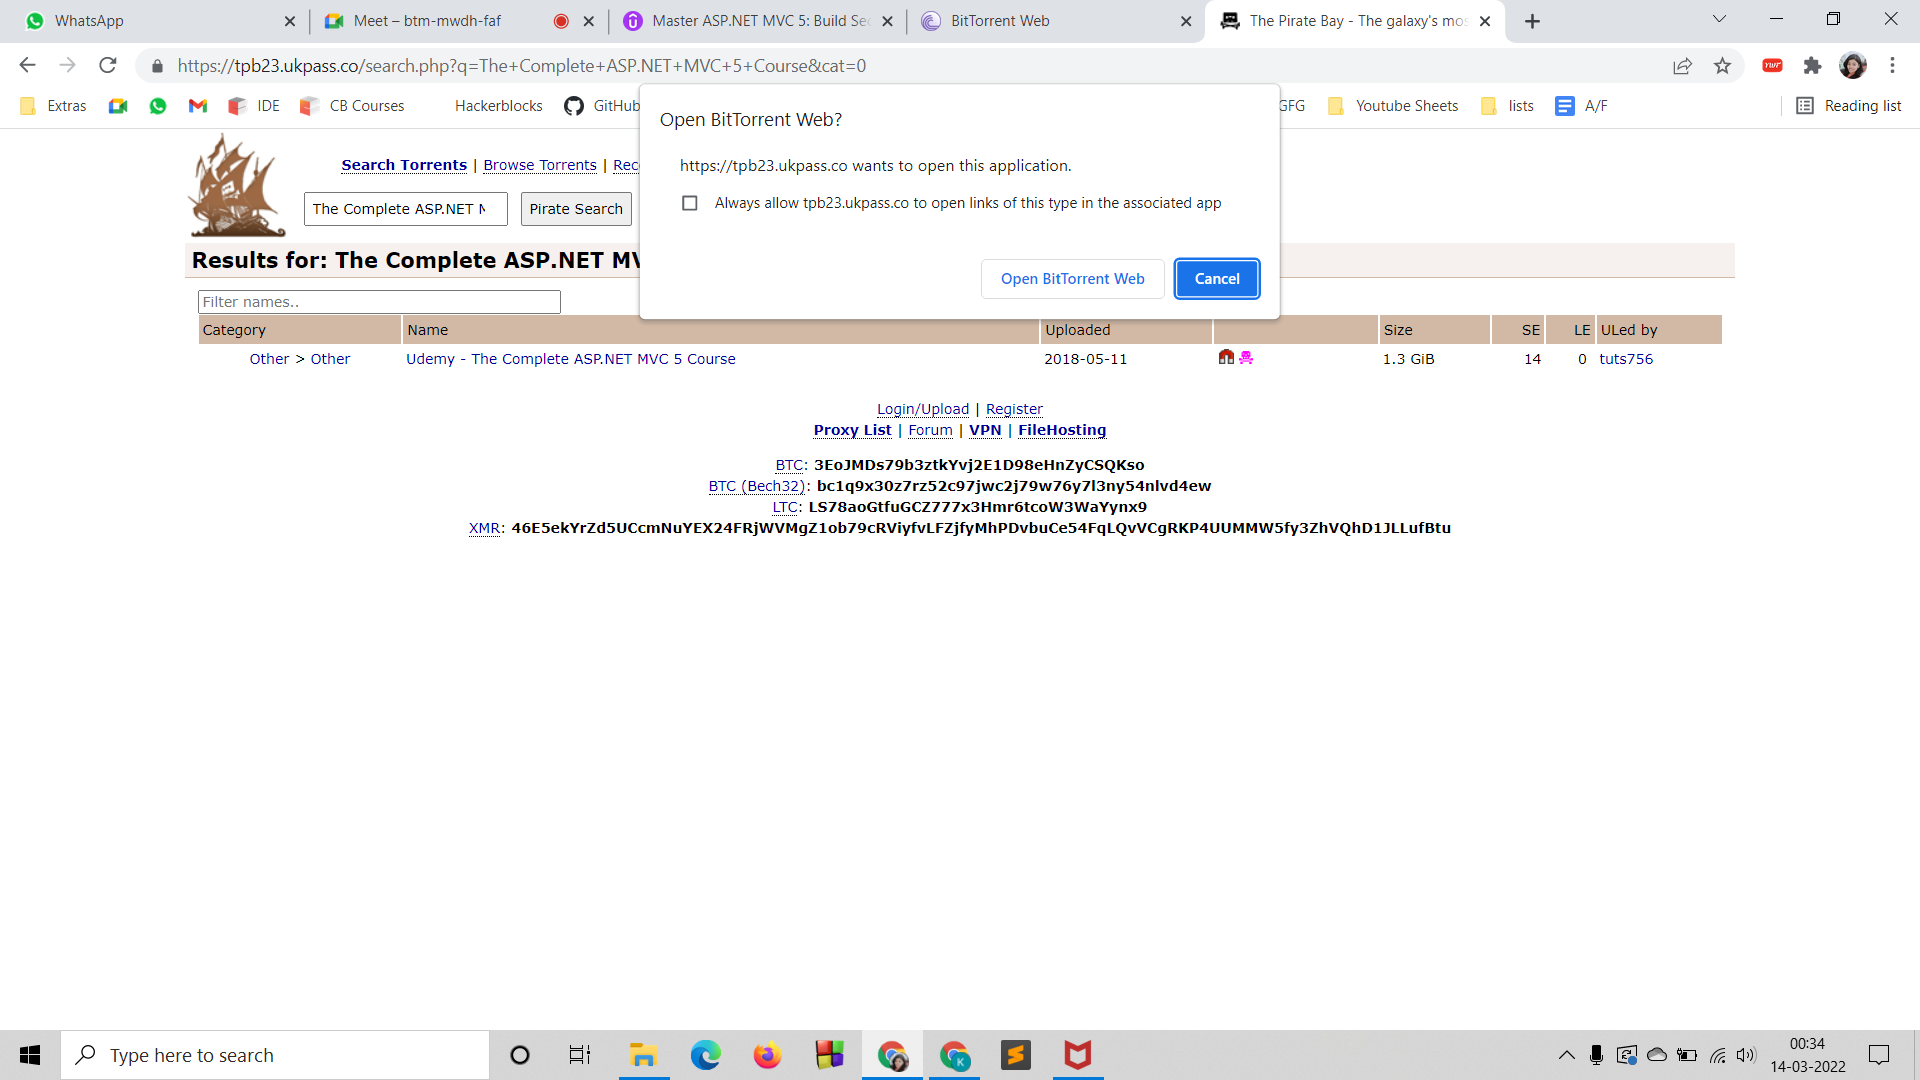 WhatsApp
Meet – btm-mwdh-faf
Master ASP.NET MVC 5: Build Sec
BitTorrent Web
The Pirate Bay - The galaxy's mos
https://tpb23.ukpass.co/search.php?q=The+Complete+ASP.NET+MVC+5+Course&cat=0
YWF
Extras
IDE
CB Courses
Hackerblocks
GitHub
GFG
Youtube Sheets
lists
A/F
Reading list
Open BitTorrent Web?
https://tpb23.ukpass.co wants to open this application.
Always allow tpb23.ukpass.co to open links of this type in the associated app
Open BitTorrent Web
Cancel
Search Torrents | Browse Torrents | Rec
The Complete ASP.NET M
Pirate Search
Results for: The Complete ASP.NET MV
Filter names..
Category Name Uploaded Size SE LE ULed by
Other > Other Udemy - The Complete ASP.NET MVC 5 Course 2018-05-11 1.3 GiB 14 0 tuts756
Login/Upload | Register
Proxy List | Forum | VPN | FileHosting
BTC: 3EoJMDs79b3ztkYvj2E1D98eHnZyCSQKso
BTC (Bech32): bc1q9x30z7rz52c97jwc2j79w76y7l3ny54nlvd4ew
LTC: LS78aoGtfuGCZ777x3Hmr6tcoW3WaYynx9
XMR: 46E5ekYrZd5UCcmNuYEX24FRjWVMgZ1ob79cRViyfvLFZjfyMhPDvbuCe54FqLQvVCgRKP4UUMMW5fy3ZhVQhD1JLLufBtu
Type here to search
K
00:34
14-03-2022